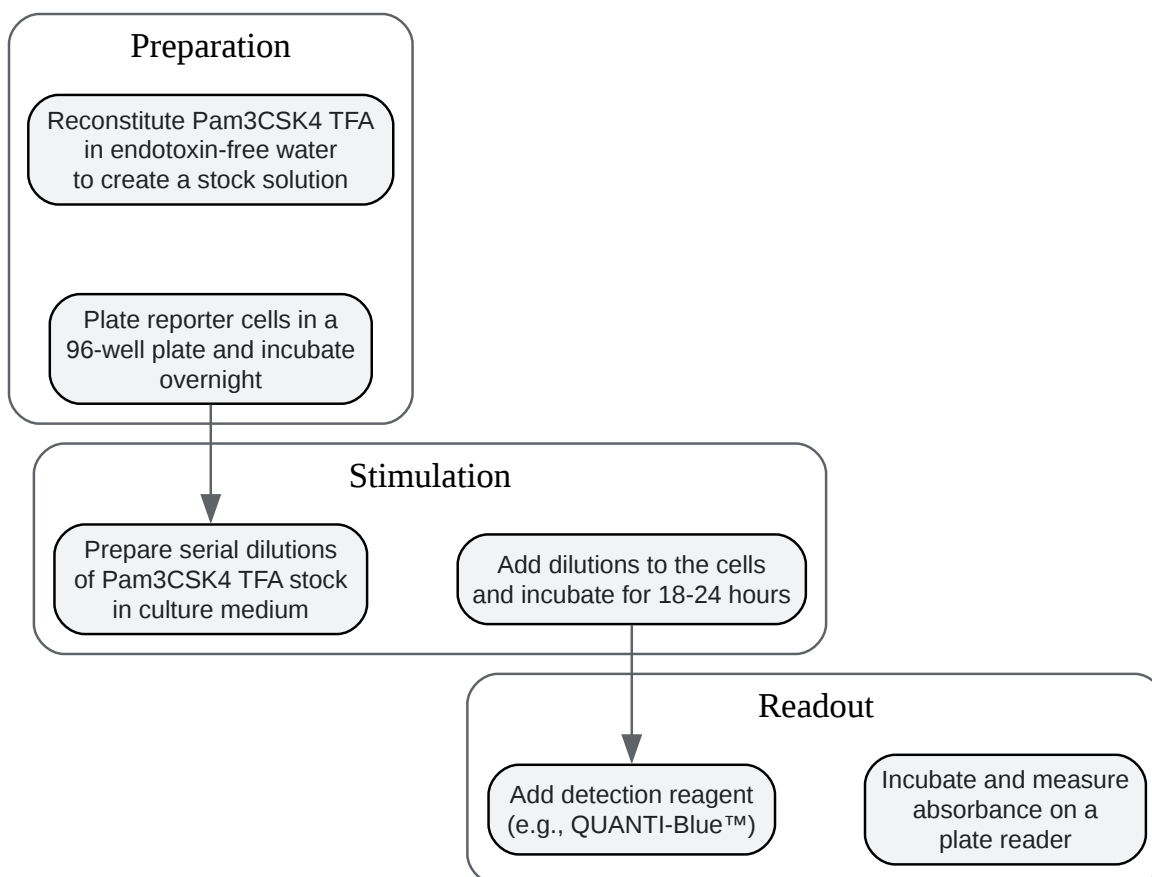 Preparation
Reconstitute Pam3CSK4 TFA
in endotoxin-free water
to create a stock solution
Plate reporter cells in a
96-well plate and incubate
overnight
Stimulation
Prepare serial dilutions
of Pam3CSK4 TFA stock
in culture medium
Add dilutions to the cells
and incubate for 18-24 hours
Readout
Add detection reagent
(e.g., QUANTI-Blue™)
Incubate and measure
absorbance on a
plate reader